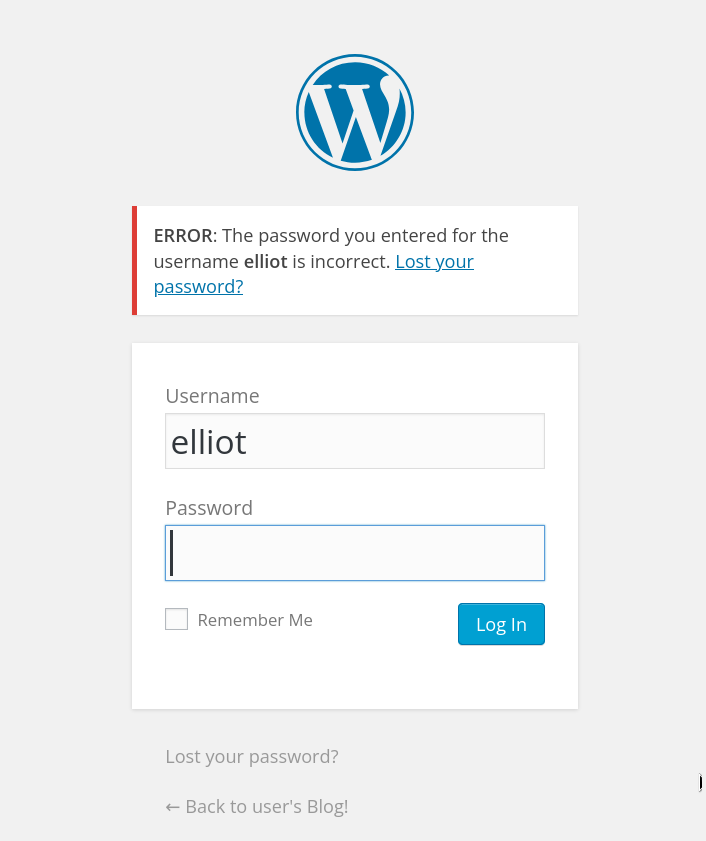 ERROR: The password you entered for the
username elliot is incorrect. Lost your
password?
Username
elliot
Password
Remember Me
Log In
Lost your password?
← Back to user's Blog!